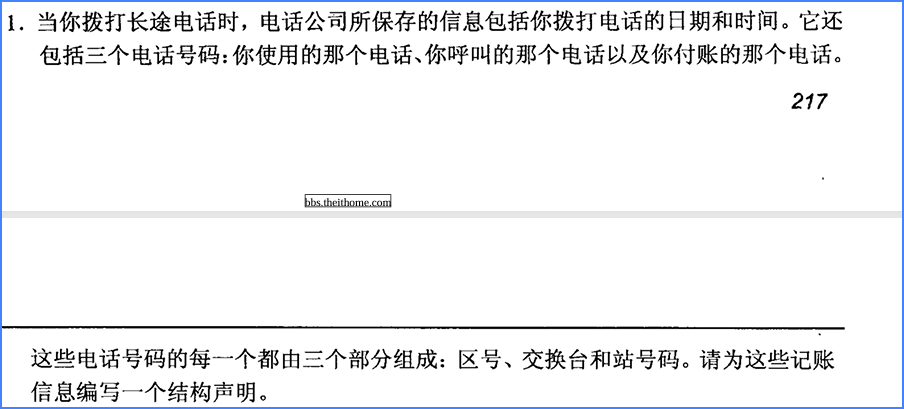 1. 当你拨打长途电话时，电话公司所保存的信息包括你拨打电话的日期和时间。它还
包括三个电话号码：你使用的那个电话、你呼叫的那个电话以及你付账的那个电话。
217
bbs.theithome.com
这些电话号码的每一个都由三个部分组成：区号、交换台和站号码。请为这些记账
信息编写一个结构声明。